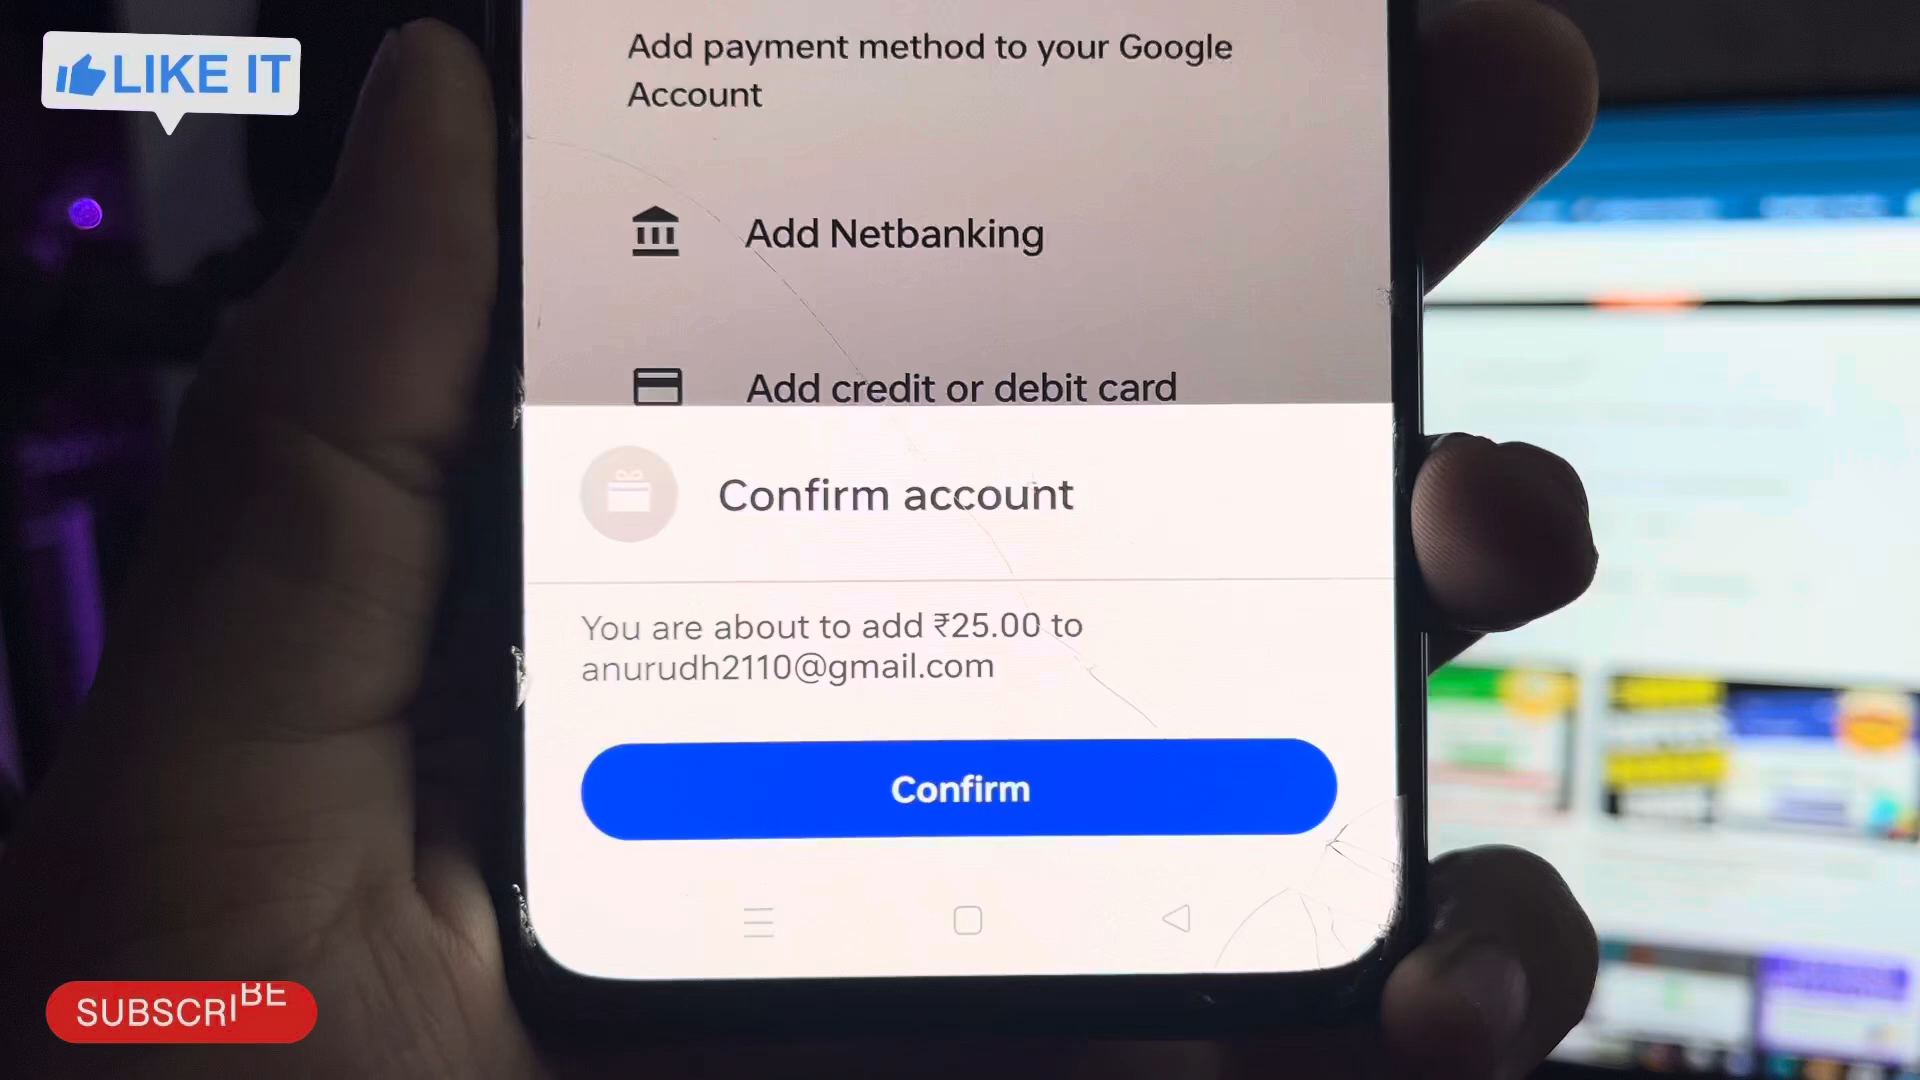 LIKE IT
Add payment method to your Google
Account
Add Netbanking
Add credit or debit card
Confirm account
You are about to add ₹25.00 to
anurudh2110@gmail.com
Confirm
SUBSCRIBE